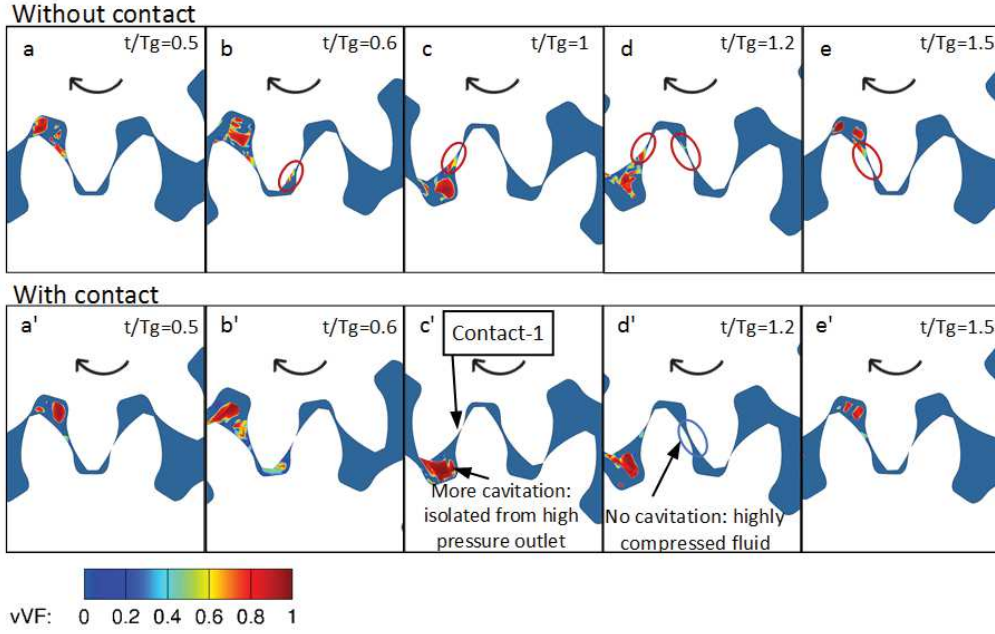 Without contact
a t/Tg=0.5
b t/Tg=0.6
c t/Tg=1
d t/Tg=1.2
e t/Tg=1.5
With contact
a' t/Tg=0.5
b' t/Tg=0.6
c' t/Tg=1
d' t/Tg=1.2
e' t/Tg=1.5
Contact-1
More cavitation:
isolated from high
pressure outlet
No cavitation: highly
compressed fluid
vVF: 0 0.2 0.4 0.6 0.8 1